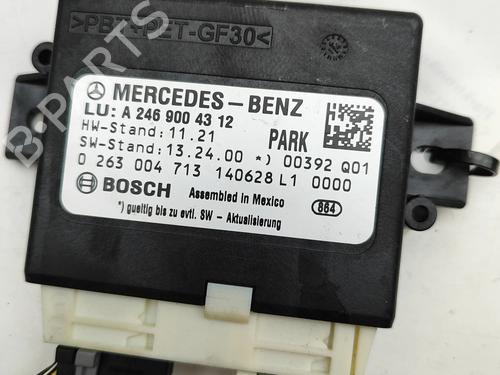 >PBT+PET-GF30<
MERCEDES-BENZ
LU: A 246 900 43 12
HW-Stand: 11.21 PARK
SW-Stand: 13.24.00 *) 00392 Q01
0 263 004 713 140628 L1 0000
BOSCH Assembled in Mexico
*) gueltig bis zu evtl. SW - Aktualisierung 864
B-PARTS